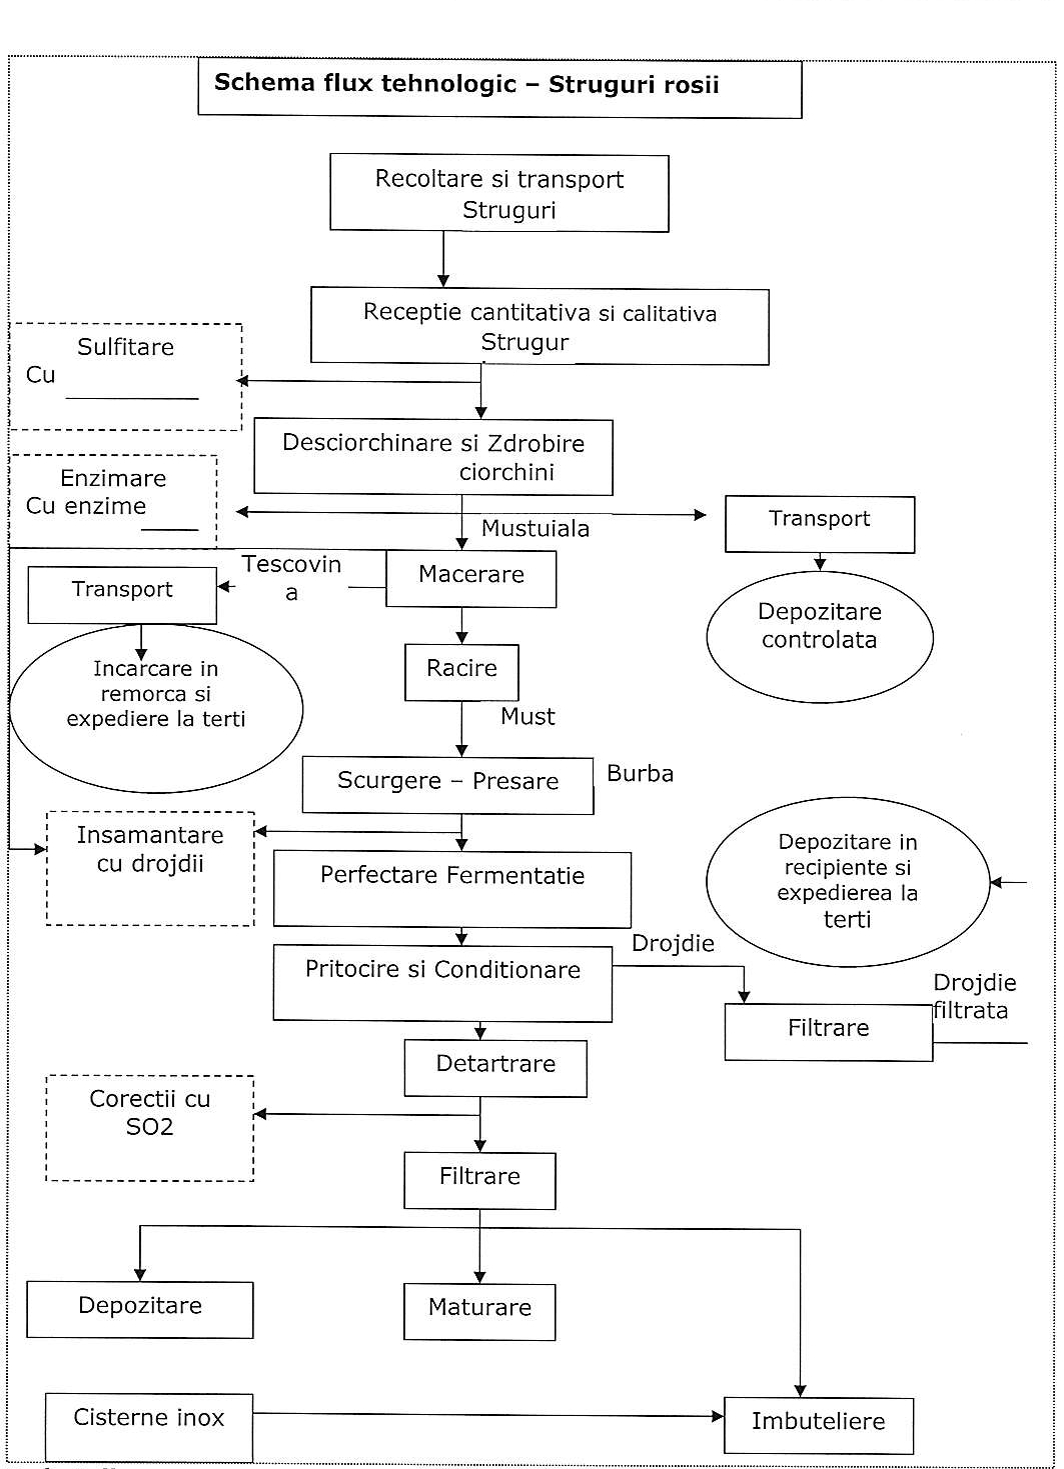 Schema flux tehnologic – Struguri rosii
Recoltare si transport
Struguri
Receptie cantitativa si calitativa
Strugur
Sulfitare
Cu
Desciorchinare si Zdrobire
ciorchini
Enzimare
Cu enzime
Mustuiala
Transport
Tescovin
a
Macerare
Transport
Depozitare
controlata
Racire
Incarcare in
remorca si
expediere la terti
Must
Scurgere – Presare
Burba
Insamantare
cu drojdii
Perfectare Fermentatie
Depozitare in
recipiente si
expedierea la
terti
Pritocire si Conditionare
Drojdie
Drojdie
filtrata
Filtrare
Detartrare
Corectii cu
SO2
Filtrare
Depozitare
Maturare
Cisterne inox
Imbuteliere